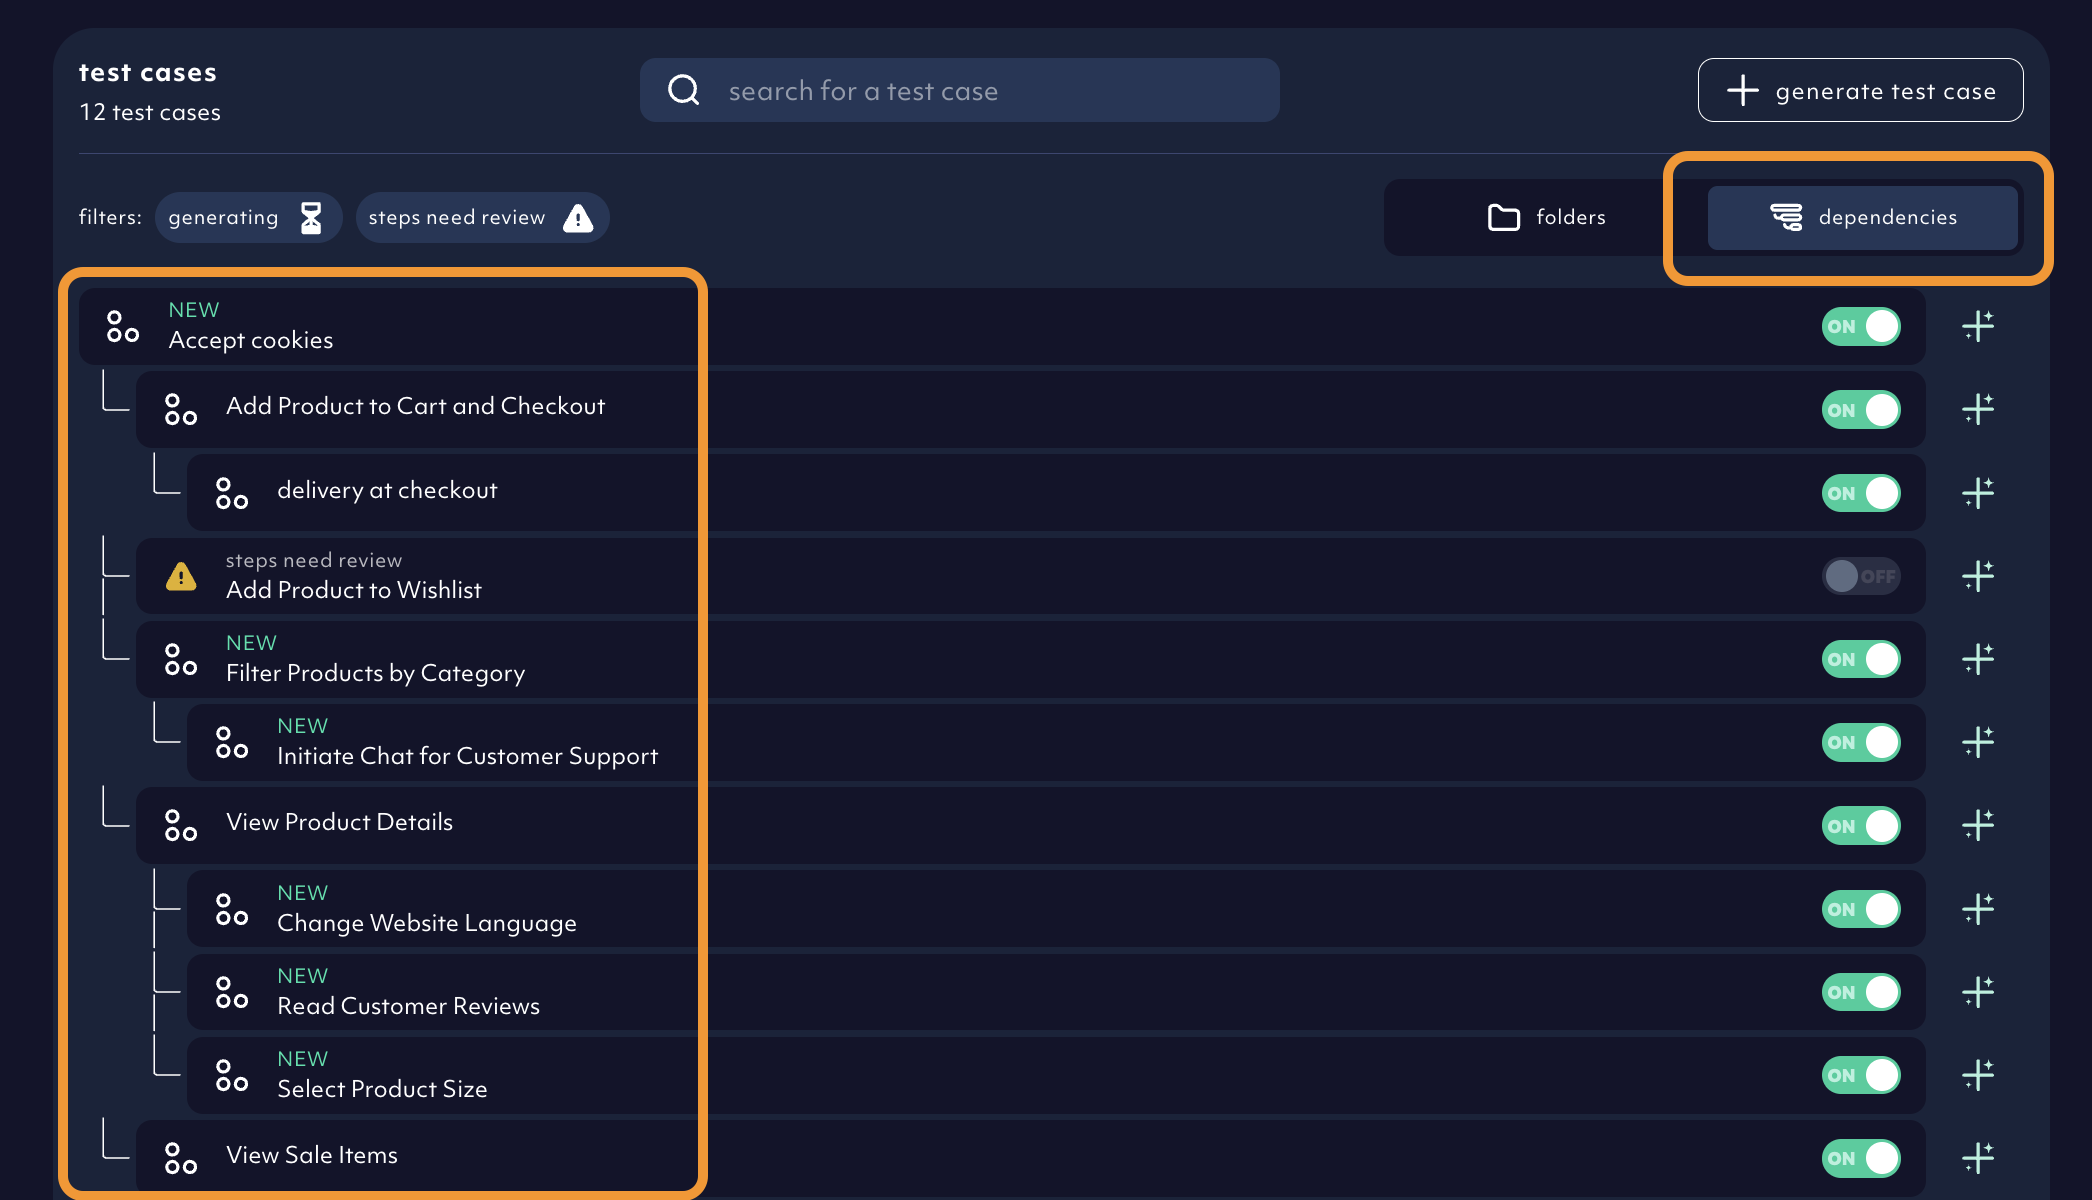 test cases
12 test cases
search for a test case
generate test case
filters:
generating
steps need review
folders
dependencies
NEW
Accept cookies
ON
Add Product to Cart and Checkout
ON
delivery at checkout
ON
steps need review
Add Product to Wishlist
OFF
NEW
Filter Products by Category
ON
NEW
Initiate Chat for Customer Support
ON
View Product Details
ON
NEW
Change Website Language
ON
NEW
Read Customer Reviews
ON
NEW
Select Product Size
ON
View Sale Items
ON